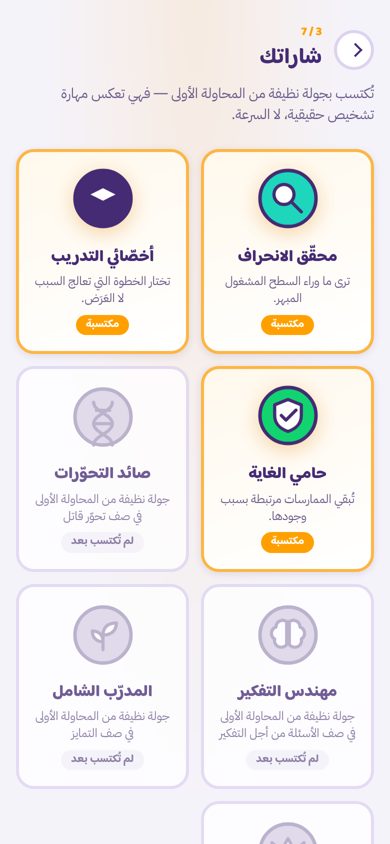 7 / 3
شاراتك
تُكتسب بجولة نظيفة من المحاولة الأولى — فهي تعكس مهارة
تشخيص حقيقية، لا السرعة.
محقّق الانحراف
ترى ما وراء السطح المشغول
المبهر.
مكتسبة
أخصّائي التدريب
تختار الخطوة التي تعالج السبب
لا العَرَض.
مكتسبة
حامي الغاية
تُبقي الممارسات مرتبطة بسبب
وجودها.
مكتسبة
صائد التحوّرات
جولة نظيفة من المحاولة الأولى
في صف تحوّر قاتل
لم تُكتسب بعد
مهندس التفكير
جولة نظيفة من المحاولة الأولى
في صف الأسئلة من أجل التفكير
لم تُكتسب بعد
المدرّب الشامل
جولة نظيفة من المحاولة الأولى
في صف التمايز
لم تُكتسب بعد